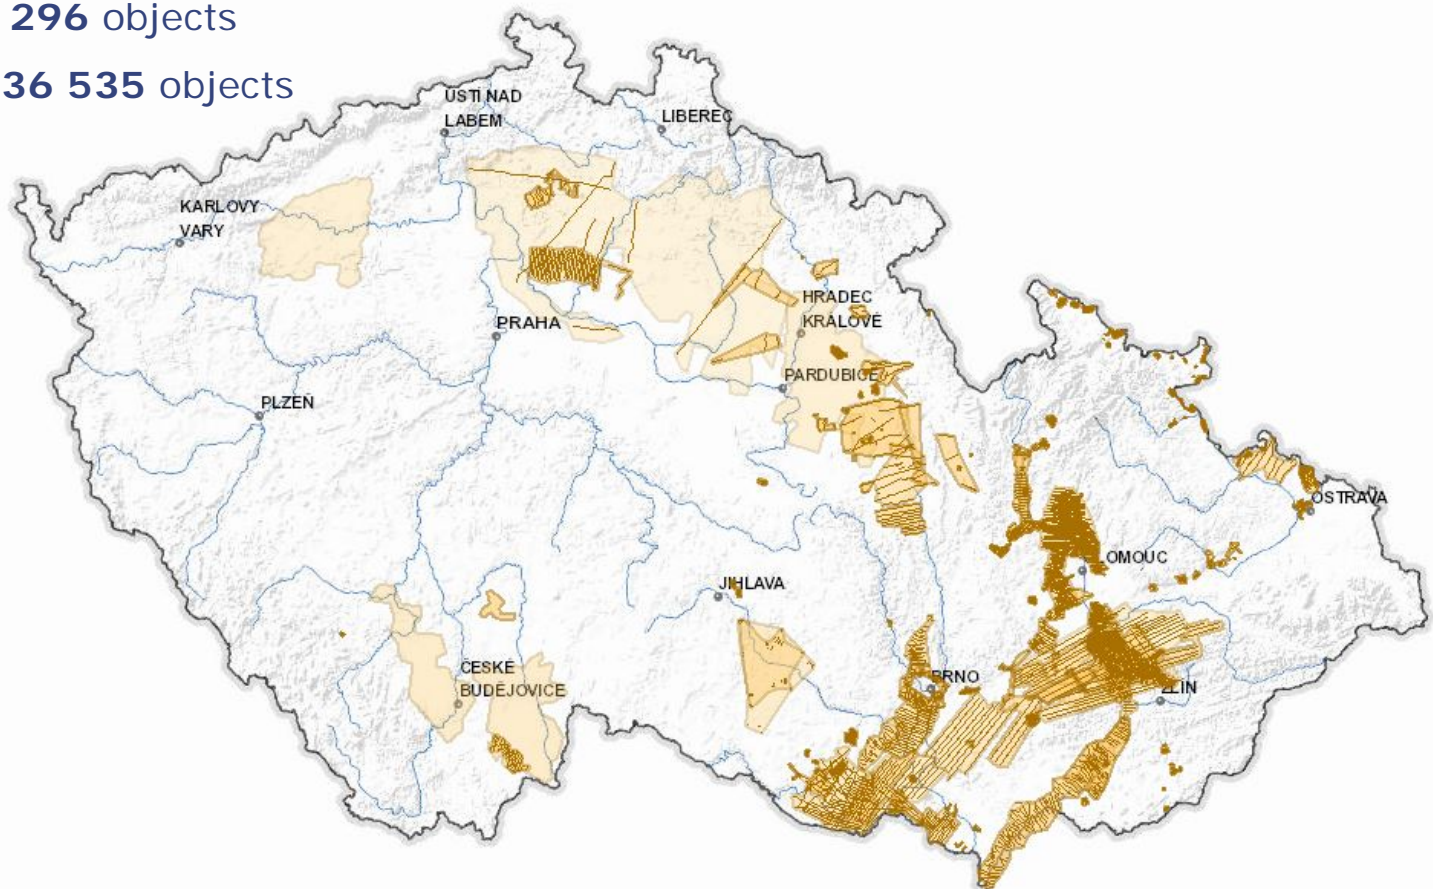 296 objects
36 535 objects
ÚSTÍ NAD
LABEM
LIBEREC
KARLOVY
VARY
HRADEC
KRÁLOVÉ
PRAHA
PARDUBICE
PLZEŇ
OSTRAVA
OLOMOUC
JIHLAVA
ČESKÉ
BUDĚJOVICE
BRNO
ZLÍN